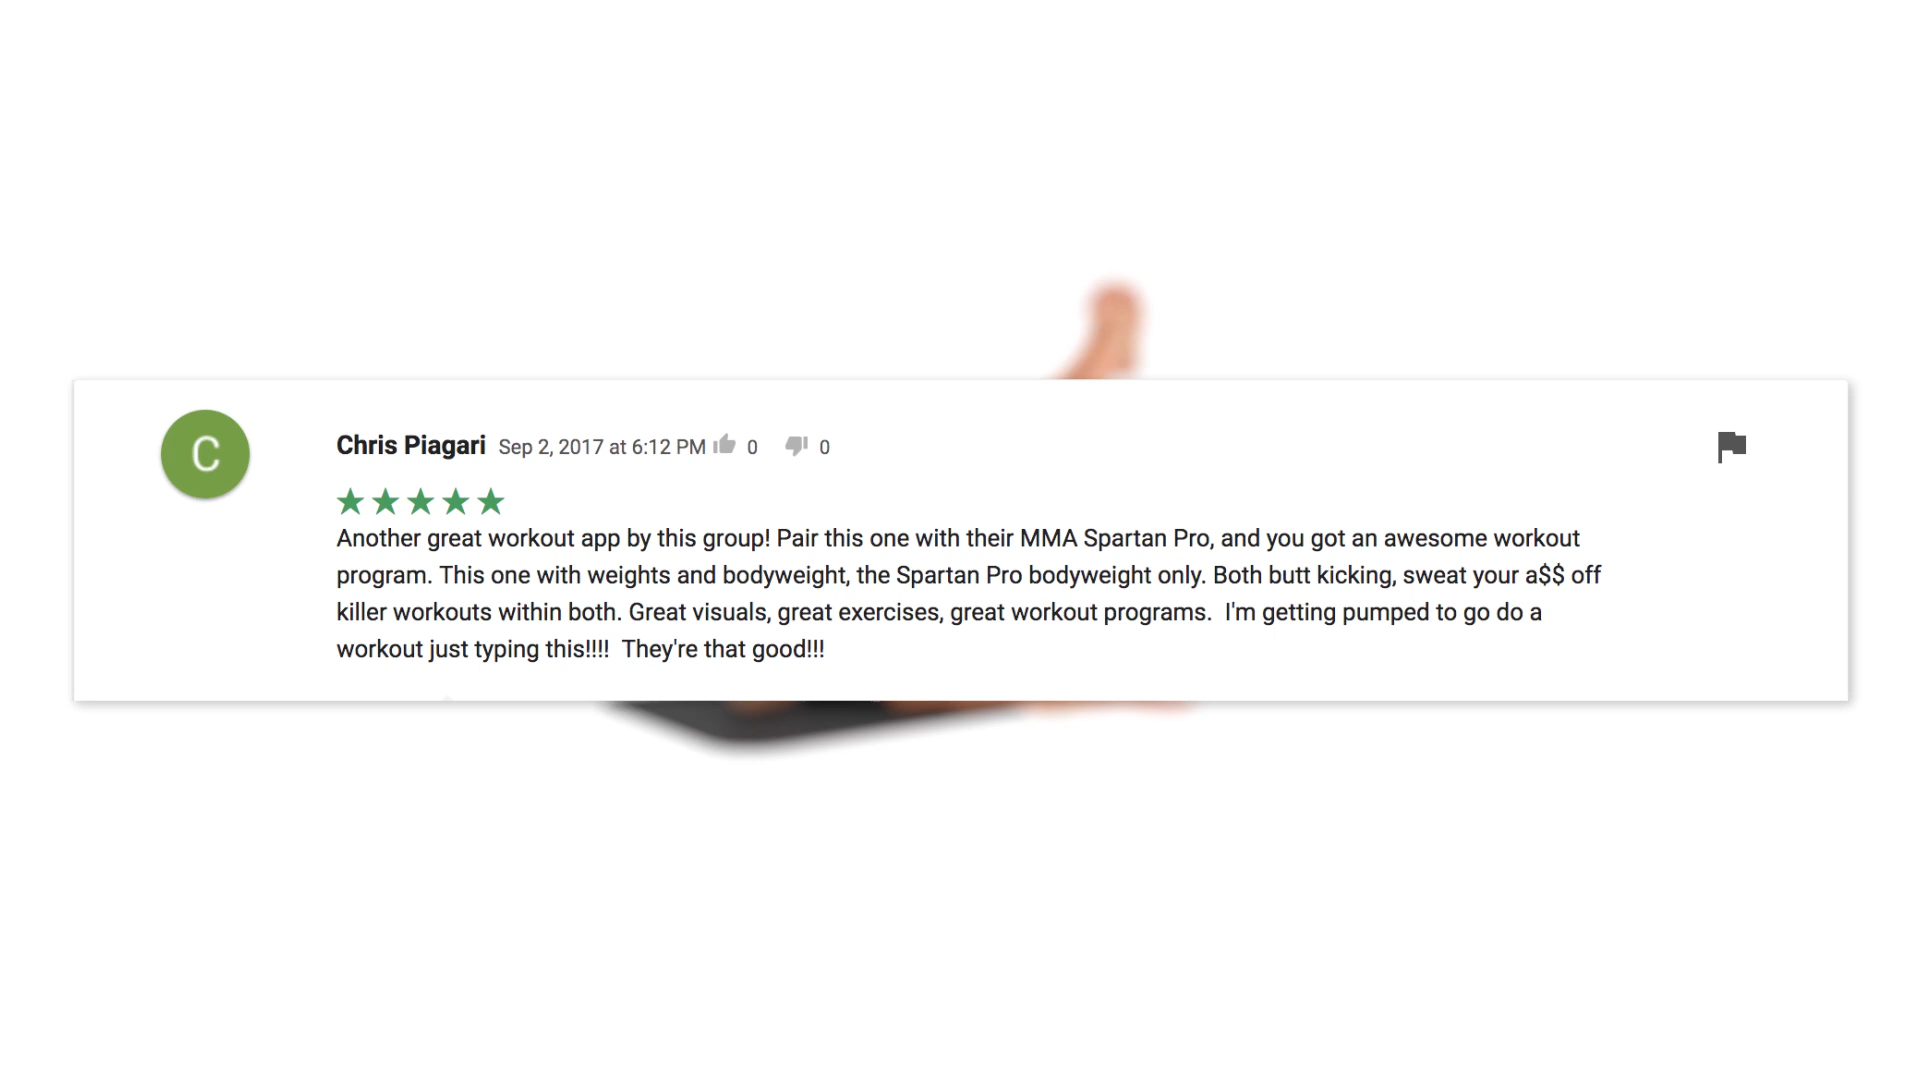 C
Chris Piagari Sep 2, 2017 at 6:12 PM 0 0
Another great workout app by this group! Pair this one with their MMA Spartan Pro, and you got an awesome workout
program. This one with weights and bodyweight, the Spartan Pro bodyweight only. Both butt kicking, sweat your a$$ off
killer workouts within both. Great visuals, great exercises, great workout programs.  I'm getting pumped to go do a
workout just typing this!!!!  They're that good!!!